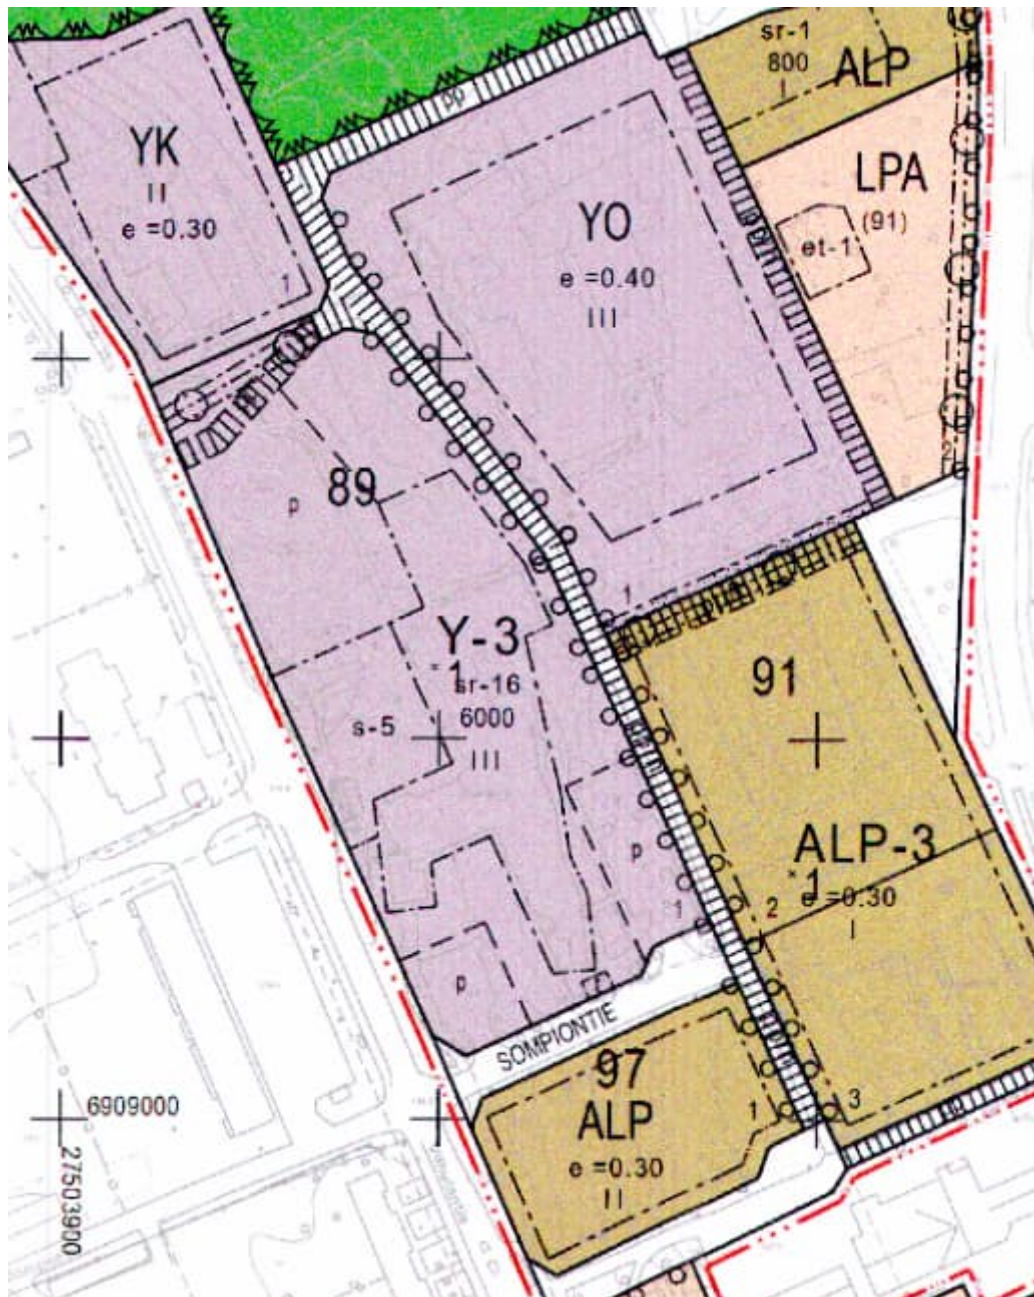 sr-1
800
I
ALP
pp
YK
II
e =0.30
1
LPA
(91)
et-1
YO
e =0.40
III
2
89
p
1
Y-3
1
sr-16
6000
III
s-5
91
p
ALP-3
1
e =0.30
I
1
2
p
SOMPIONTIE
97
ALP
e =0.30
II
1
3
6909000
27503900